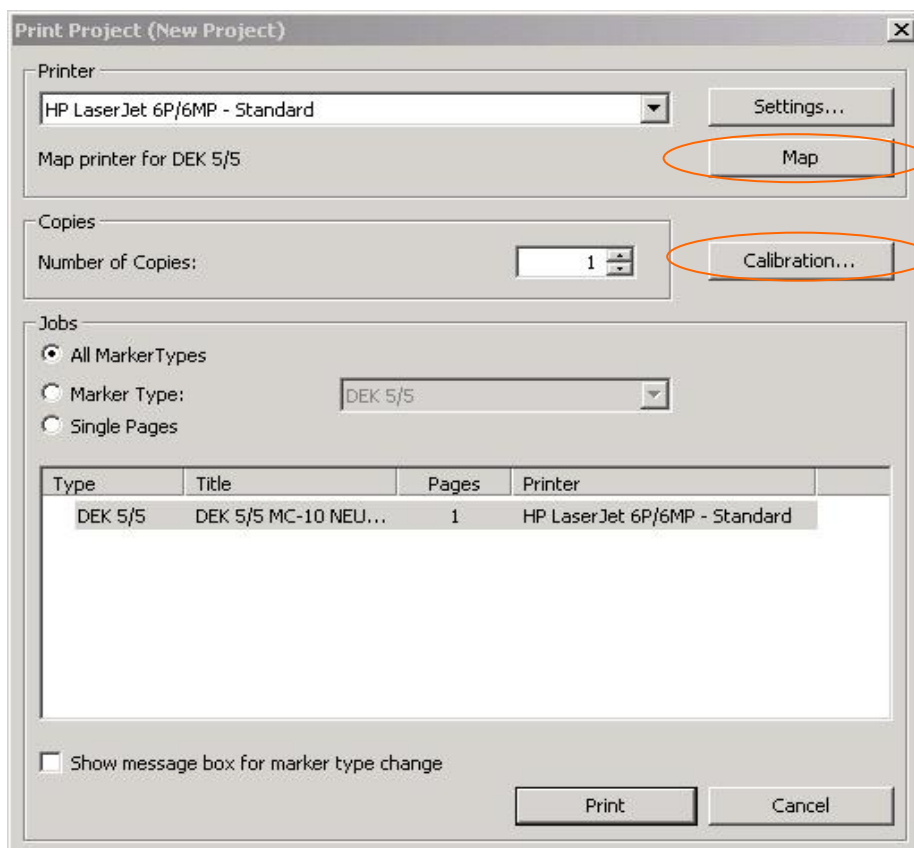 Print Project (New Project)
Printer
HP LaserJet 6P/6MP - Standard
Settings...
Map printer for DEK 5/5
Map
Copies
Number of Copies:
1
Calibration...
Jobs
All MarkerTypes
Marker Type:
DEK 5/5
Single Pages
Type Title Pages Printer
DEK 5/5 DEK 5/5 MC-10 NEU... 1 HP LaserJet 6P/6MP - Standard
Show message box for marker type change
Print Cancel